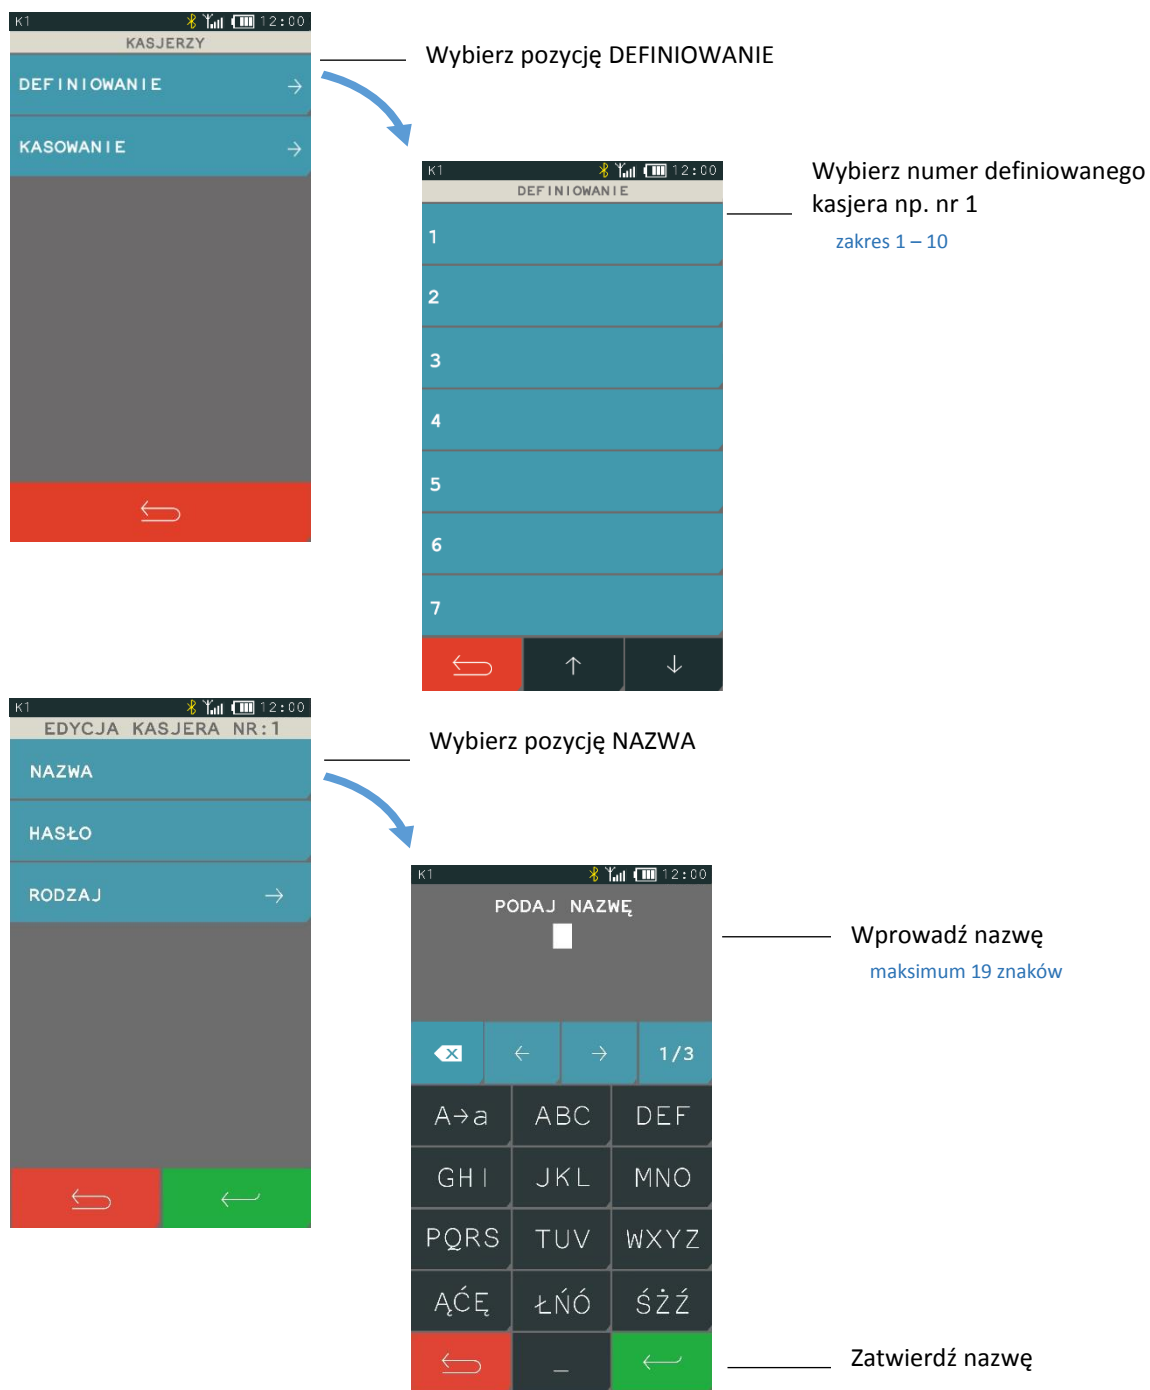 K1 12:00
KASJERZY
DEFINIOWANIE →
KASOWANIE →
Wybierz pozycję DEFINIOWANIE
K1 12:00
DEFINIOWANIE
1
2
3
4
5
6
7
↑ ↓
Wybierz numer definiowanego
kasjera np. nr 1
zakres 1 – 10
K1 12:00
EDYCJA KASJERA NR:1
NAZWA
HASŁO
RODZAJ →
Wybierz pozycję NAZWA
K1 12:00
PODAJ NAZWĘ
← → 1/3
A→a ABC DEF
GHI JKL MNO
PQRS TUV WXYZ
ĄĆĘ ŁŃÓ ŚŻŹ
_
Wprowadź nazwę
maksimum 19 znaków
Zatwierdź nazwę